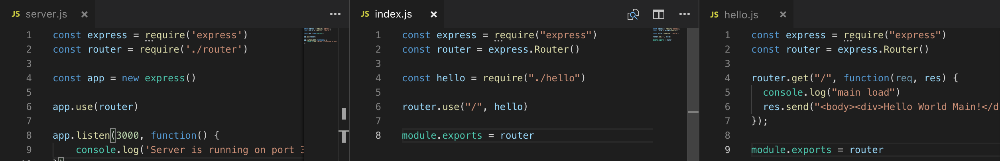 JS server.js
1 const express = require('express')
2 const router = require('./router')
3
4 const app = new express()
5
6 app.use(router)
7
8 app.listen(3000, function() {
9 console.log('Server is running on port 3
10 })
JS index.js
1 const express = require("express")
2 const router = express.Router()
3
4 const hello = require("./hello")
5
6 router.use("/", hello)
7
8 module.exports = router
JS hello.js
1 const express = require("express")
2 const router = express.Router()
3
4 router.get("/", function(req, res) {
5 console.log("main load")
6 res.send("<body><div>Hello World Main!</d
7 });
8
9 module.exports = router